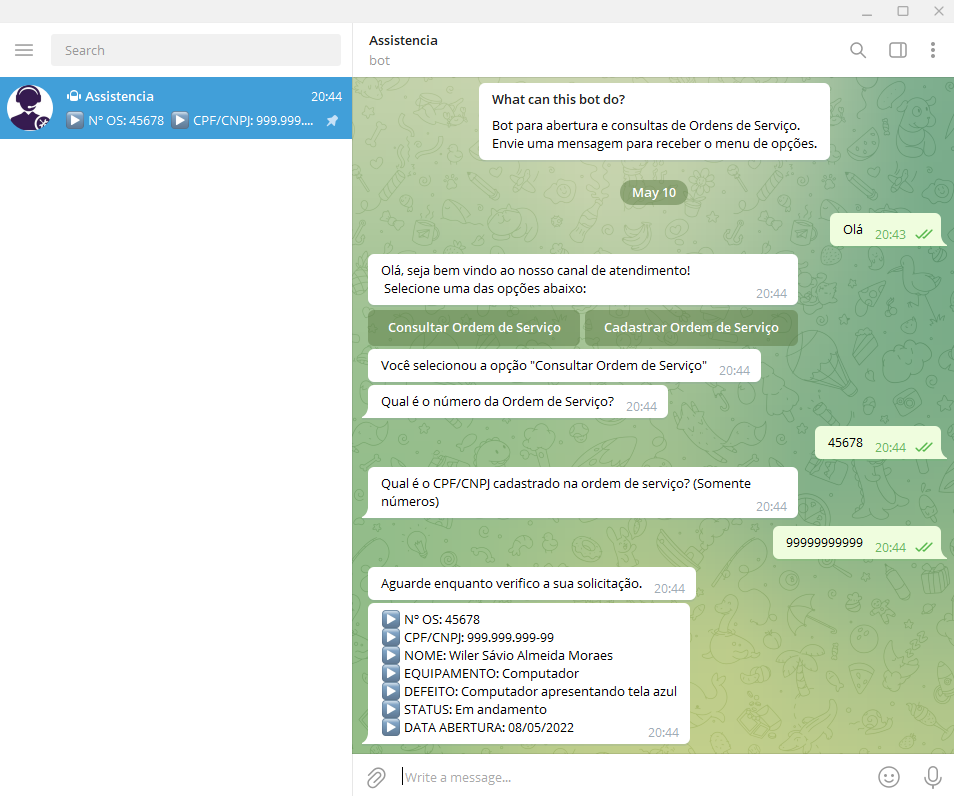 Search
Assistencia
20:44
Nº OS: 45678 CPF/CNPJ: 999.999....
Assistencia
bot
What can this bot do?
Bot para abertura e consultas de Ordens de Serviço.
Envie uma mensagem para receber o menu de opções.
May 10
Olá 20:43
Olá, seja bem vindo ao nosso canal de atendimento!
Selecione uma das opções abaixo:
20:44
Consultar Ordem de Serviço
Cadastrar Ordem de Serviço
Você selecionou a opção "Consultar Ordem de Serviço" 20:44
Qual é o número da Ordem de Serviço? 20:44
45678 20:44
Qual é o CPF/CNPJ cadastrado na ordem de serviço? (Somente
números)
20:44
99999999999 20:44
Aguarde enquanto verifico a sua solicitação. 20:44
Nº OS: 45678
CPF/CNPJ: 999.999.999-99
NOME: Wiler Sávio Almeida Moraes
EQUIPAMENTO: Computador
DEFEITO: Computador apresentando tela azul
STATUS: Em andamento
DATA ABERTURA: 08/05/2022
20:44
Write a message...